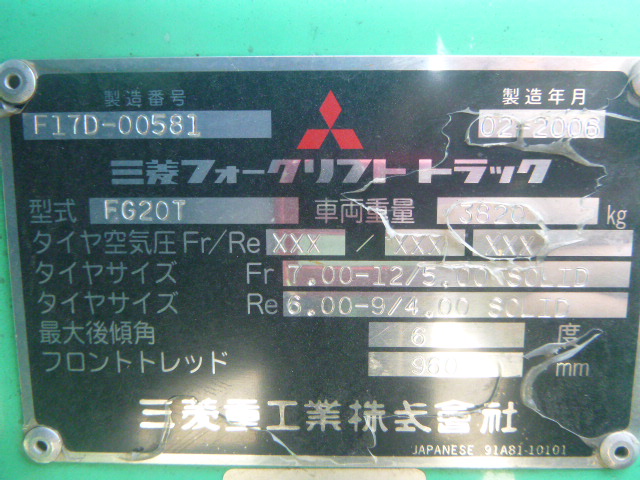 製造番号 製造年月
F17D-00581 02-2006
三菱フォークリフトトラック
型式 FG20T 車両重量 3820 kg
タイヤ空気圧 Fr/Re XXX / XXX XXX
タイヤサイズ Fr 7.00-12/5.00 SOLID
タイヤサイズ Re 6.00-9/4.00 SOLID
最大後傾角 6 度
フロントトレッド 960 mm
三菱重工業株式會社
JAPANESE 91A81-10101